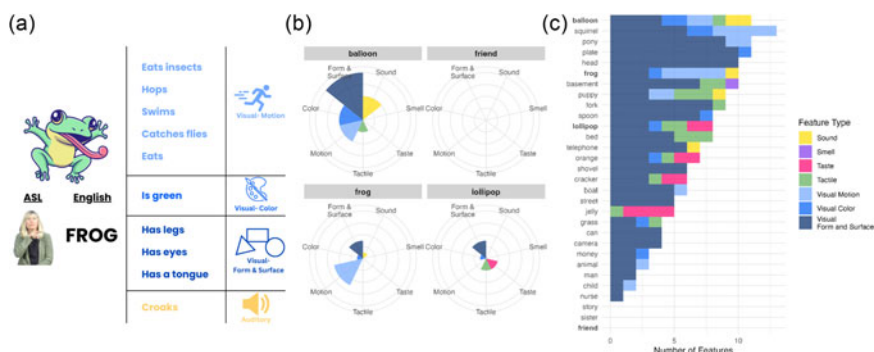 (a)
Eats insects
Hops
Swims
Catches flies
Eats
Visual- Motion
Is green
Visual-Color
Has legs
Has eyes
Has a tongue
Visual-
Form & Surface
Croaks
Auditory
ASL English
FROG
(b)
balloon
Form &
Surface
Sound
Color
Smell
Motion
Taste
Tactile
friend
Form &
Surface
Sound
Color
Smell
Motion
Taste
Tactile
frog
Form &
Surface
Sound
Color
Smell
Motion
Taste
Tactile
lollipop
Form &
Surface
Sound
Color
Smell
Motion
Taste
Tactile
(c)
balloon
squirrel
pony
plate
head
frog
basement
puppy
fork
spoon
lollipop
bed
telephone
orange
shovel
cracker
boat
street
jelly
grass
can
camera
money
animal
man
child
nurse
story
sister
friend
0 5 10
Number of Features
Feature Type
Sound
Smell
Taste
Tactile
Visual Motion
Visual Color
Visual
Form and Surface